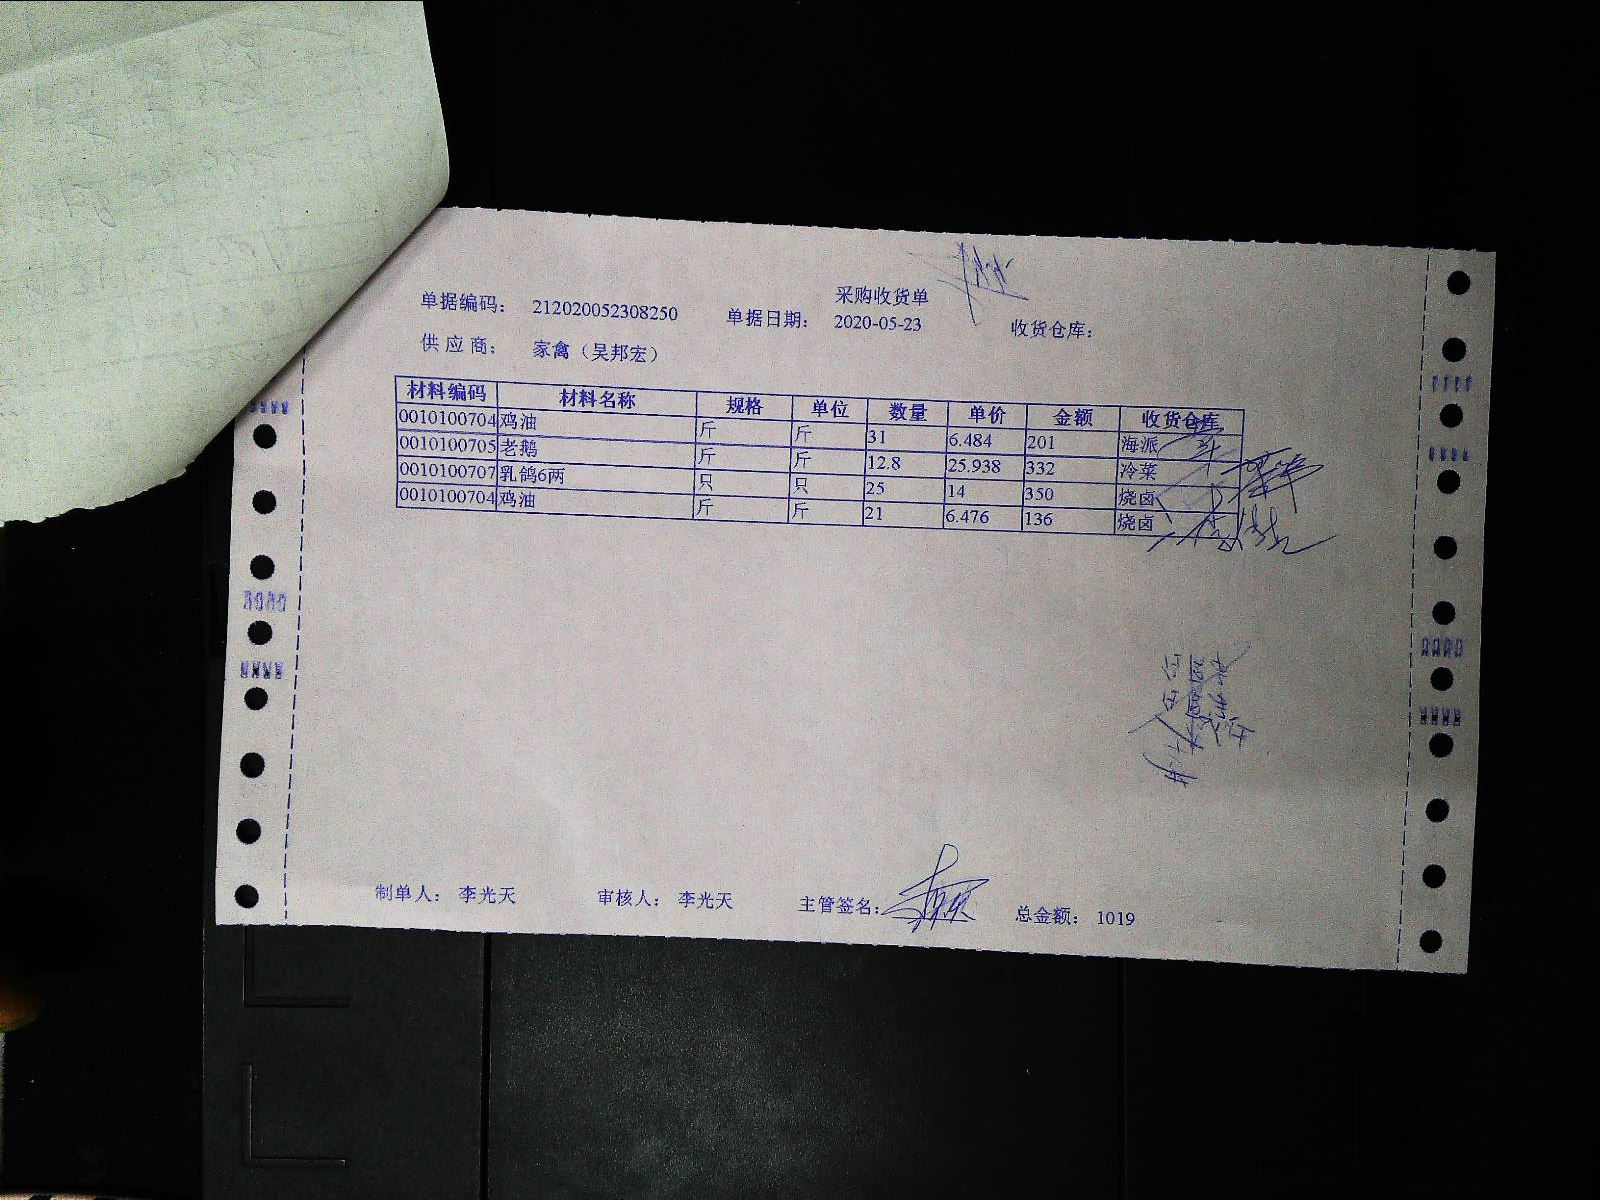 采购收货单
单据编码： 212020052308250 单据日期： 2020-05-23 收货仓库：
供应商： 家禽（吴邦宏）
材料编码 材料名称 规格 单位 数量 单价 金额 收货仓库
0010100704 鸡油 斤 斤 31 6.484 201 海派
0010100705 老鹅 斤 斤 12.8 25.938 332 冷菜
0010100707 乳鸽6两 只 只 25 14 350 烧卤
0010100704 鸡油 斤 斤 21 6.476 136 烧卤
制单人： 李光天 审核人： 李光天 主管签名： 总金额： 1019